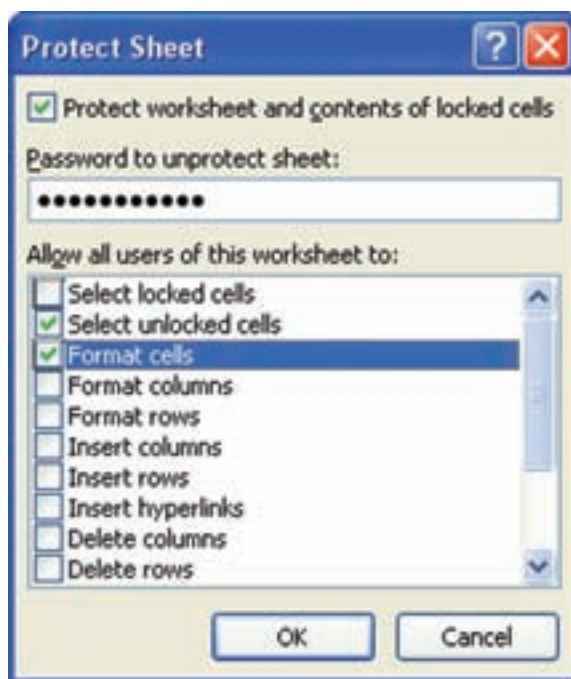 Protect Sheet
Protect worksheet and contents of locked cells
Password to unprotect sheet:
•••••••••••
Allow all users of this worksheet to:
Select locked cells
Select unlocked cells
Format cells
Format columns
Format rows
Insert columns
Insert rows
Insert hyperlinks
Delete columns
Delete rows
OK Cancel